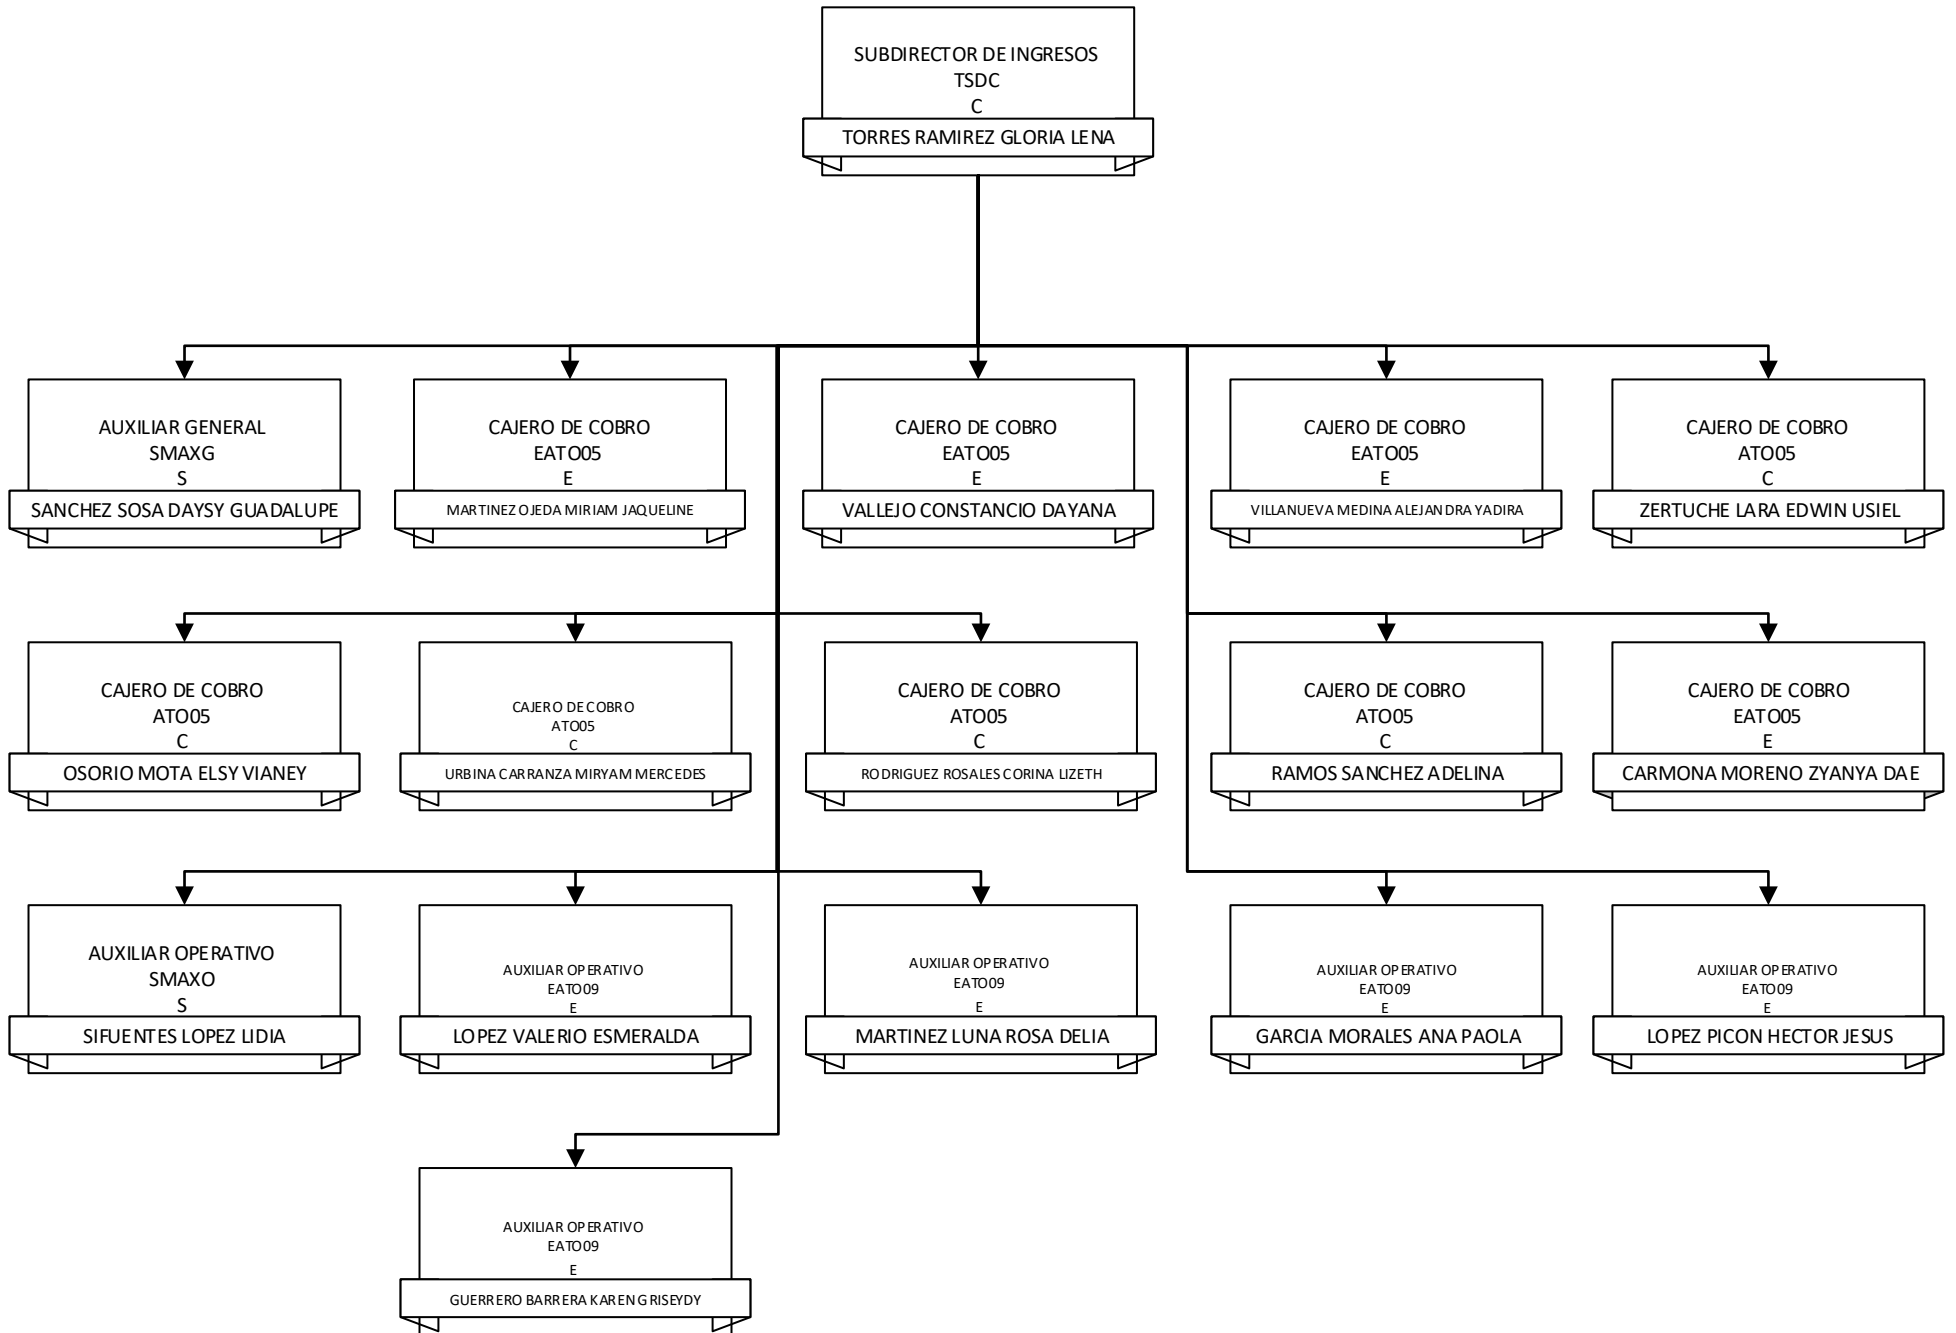 SUBDIRECTOR DE INGRESOS
TSDC
C
TORRES RAMIREZ GLORIA LENA
AUXILIAR GENERAL
SMAXG
S
SANCHEZ SOSA DAYSY GUADALUPE
CAJERO DE COBRO
EATO05
E
MARTINEZ OJEDA MIRIAM JAQUELINE
CAJERO DE COBRO
EATO05
E
VALLEJO CONSTANCIO DAYANA
CAJERO DE COBRO
EATO05
E
VILLANUEVA MEDINA ALEJANDRA YADIRA
CAJERO DE COBRO
ATO05
C
ZERTUCHE LARA EDWIN USIEL
CAJERO DE COBRO
ATO05
C
OSORIO MOTA ELSY VIANEY
CAJERO DE COBRO
ATO05
C
URBINA CARRANZA MIRYAM MERCEDES
CAJERO DE COBRO
ATO05
C
RODRIGUEZ ROSALES CORINA LIZETH
CAJERO DE COBRO
ATO05
C
RAMOS SANCHEZ ADELINA
CAJERO DE COBRO
EATO05
E
CARMONA MORENO ZYANYA DAE
AUXILIAR OPERATIVO
SMAXO
S
SIFUENTES LOPEZ LIDIA
AUXILIAR OPERATIVO
EATO09
E
LOPEZ VALERIO ESMERALDA
AUXILIAR OPERATIVO
EATO09
E
MARTINEZ LUNA ROSA DELIA
AUXILIAR OPERATIVO
EATO09
E
GARCIA MORALES ANA PAOLA
AUXILIAR OPERATIVO
EATO09
E
LOPEZ PICON HECTOR JESUS
AUXILIAR OPERATIVO
EATO09
E
GUERRERO BARRERA KAREN GRISEYDY